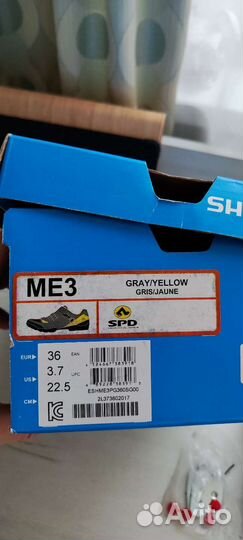 SH
ME3
GRAY/YELLOW
GRIS/JAUNE
SPD
EUR 36 EAN
US 3.7 UPC
CM 22.5
ESHME3PG360SG00
2L373602017
Avito